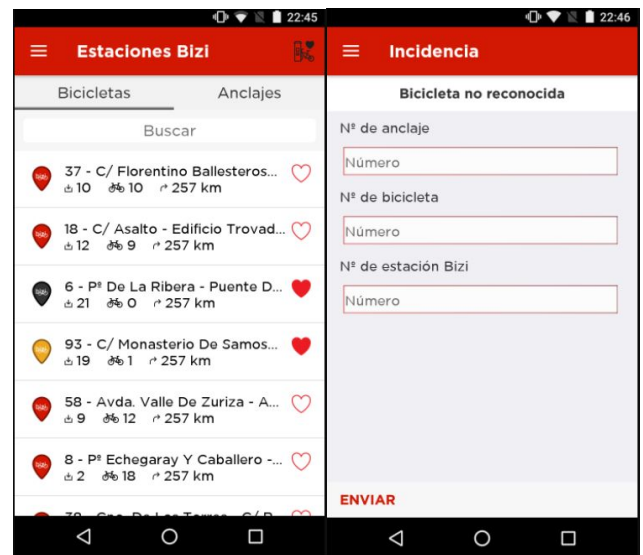 22:45
Estaciones Bizi
Bicicletas Anclajes
Buscar
37 - C/ Florentino Ballesteros...
10 10 257 km
18 - C/ Asalto - Edificio Trovad...
12 9 257 km
6 - Pº De La Ribera - Puente D...
21 0 257 km
93 - C/ Monasterio De Samos...
19 1 257 km
58 - Avda. Valle De Zuriza - A...
9 12 257 km
8 - Pº Echegaray Y Caballero -...
2 18 257 km
22:46
Incidencia
Bicicleta no reconocida
Nº de anclaje
Número
Nº de bicicleta
Número
Nº de estación Bizi
Número
ENVIAR